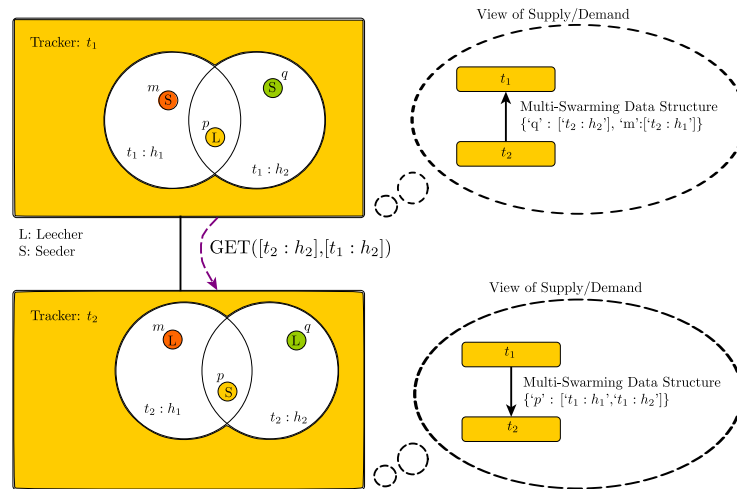 View of Supply/Demand
Tracker: t₁
m
S
q
S
p
L
t₁ : h₁
t₁ : h₂
t₁
Multi-Swarming Data Structure
{‘q’ : [‘t₂ : h₂’], ‘m’:[‘t₂ : h₁’]}
t₂
L: Leecher
S: Seeder
GET([t₂ : h₂],[t₁ : h₂])
View of Supply/Demand
Tracker: t₂
m
L
q
L
p
S
t₂ : h₁
t₂ : h₂
t₁
Multi-Swarming Data Structure
{‘p’ : [‘t₁ : h₁’,‘t₁ : h₂’]}
t₂